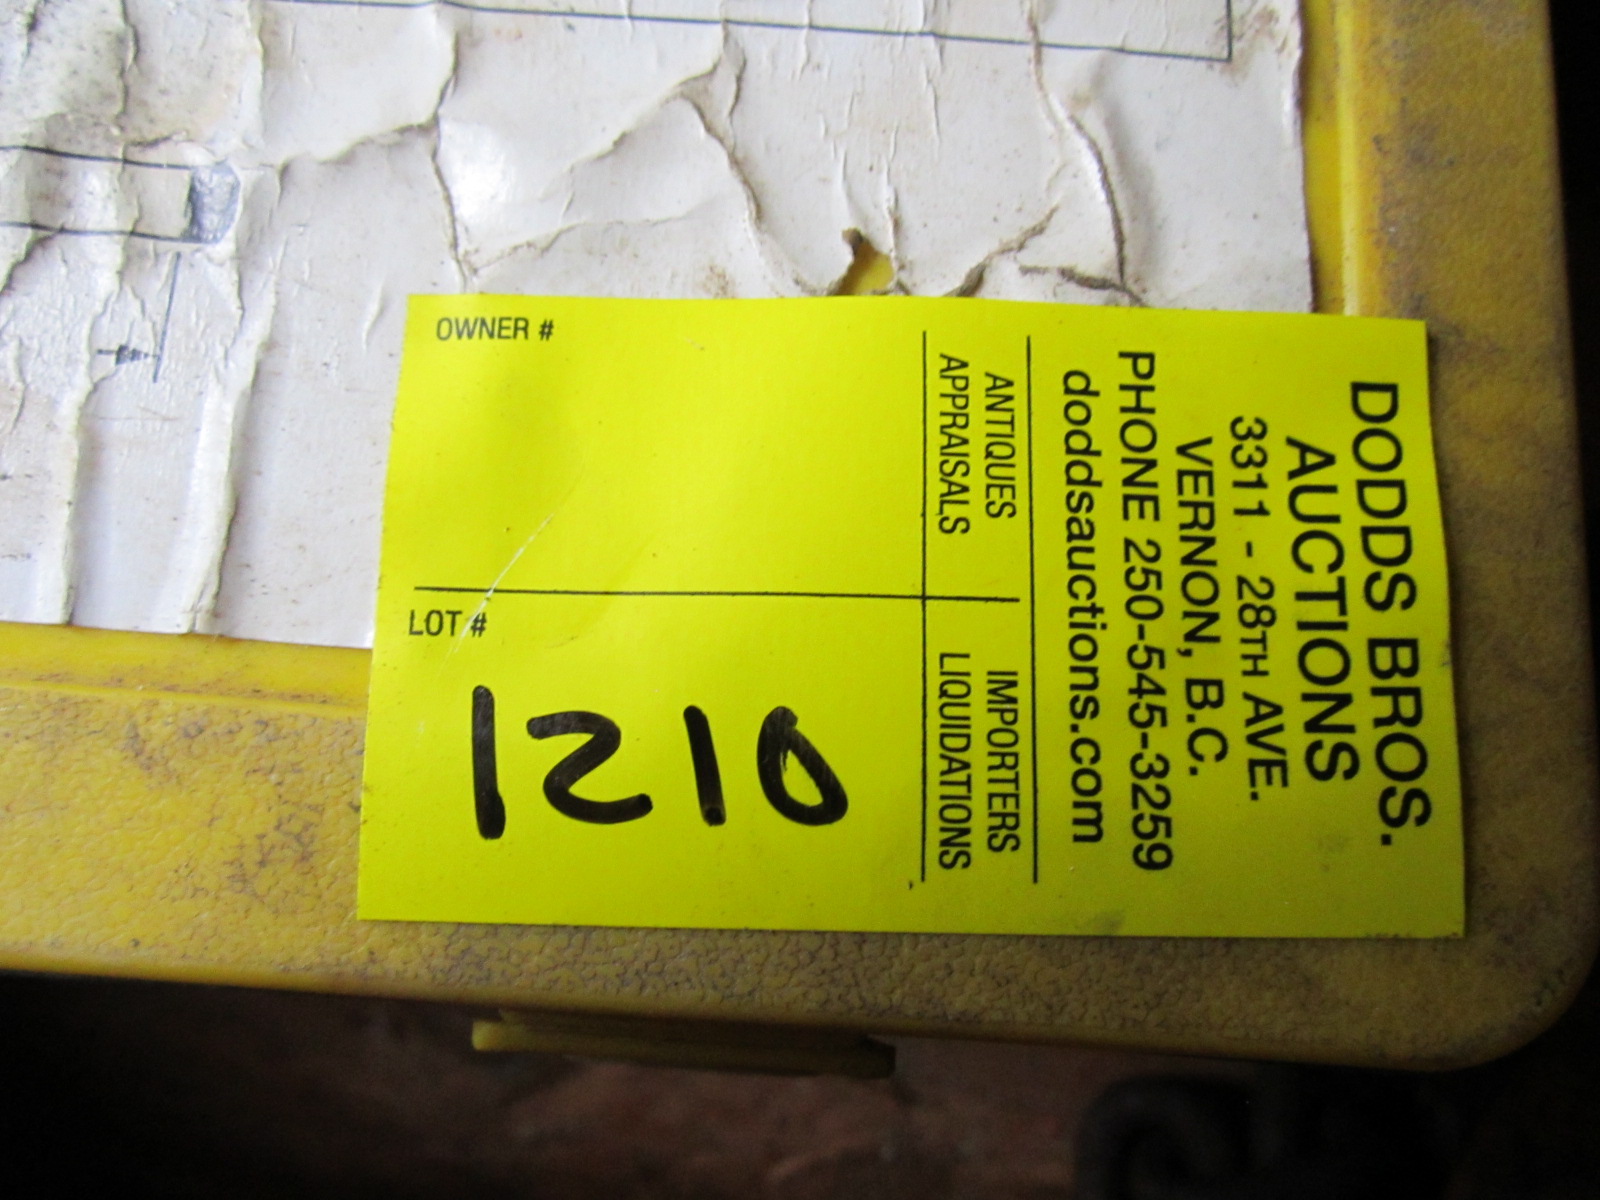 DODDS BROS.
AUCTIONS
3311 - 28TH AVE.
VERNON, B.C.
PHONE 250-545-3259
doddsauctions.com
ANTIQUES
APPRAISALS
IMPORTERS
LIQUIDATIONS
OWNER #
LOT #
1210